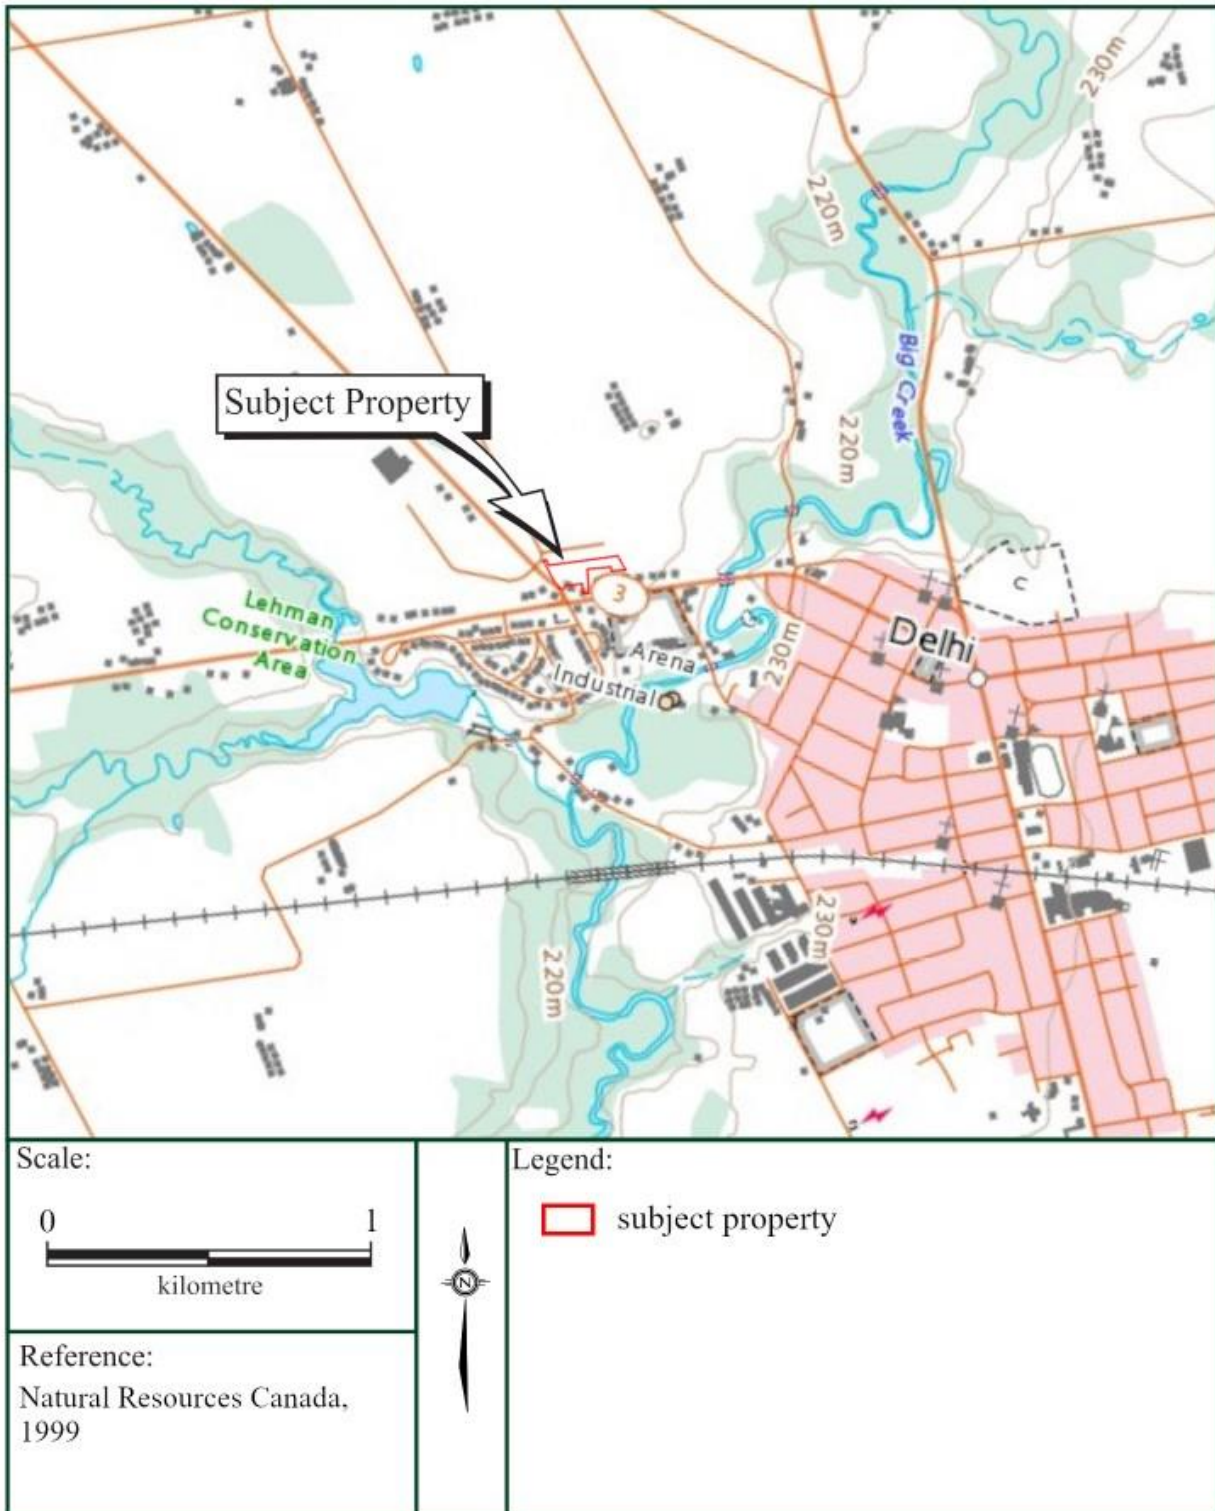 230m
220m
Big Creek
Subject Property
220m
C
3
Lehman
Conservation
Area
Delhi
Arena
230m
Industrial
230m
220m
Scale:
0 1
kilometre
N
Legend:
subject property
Reference:
Natural Resources Canada,
1999